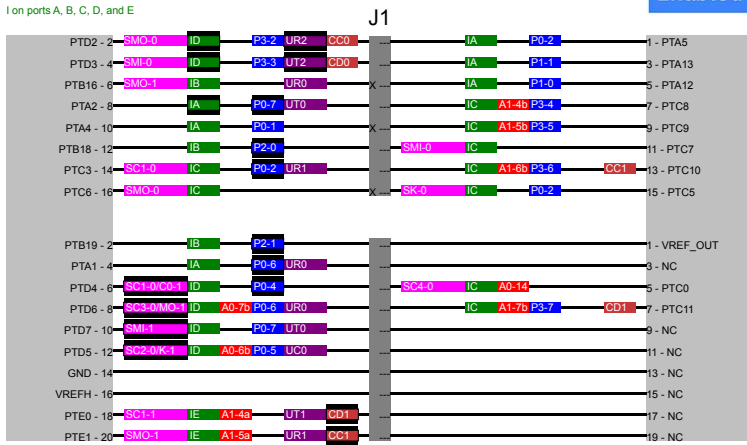 I on ports A, B, C, D, and E
J1
PTD2 - 2 SMO-0 ID P3-2 UR2 CC0 --- IA P0-2 1 - PTA5
PTD3 - 4 SMI-0 ID P3-3 UT2 CD0 --- IA P1-1 3 - PTA13
PTB16 - 6 SMO-1 IB UR0 X --- IA P1-0 5 - PTA12
PTA2 - 8 IA P0-7 UT0 --- IC A1-4b P3-4 7 - PTC8
PTA4 - 10 IA P0-1 X --- IC A1-5b P3-5 9 - PTC9
PTB18 - 12 IB P2-0 --- SMI-0 IC 11 - PTC7
PTC3 - 14 SC1-0 IC P0-2 UR1 --- IC A1-6b P3-6 CC1 13 - PTC10
PTC6 - 16 SMO-0 IC X --- SK-0 IC P0-2 15 - PTC5
PTB19 - 2 IB P2-1 --- 1 - VREF_OUT
PTA1 - 4 IA P0-6 UR0 --- 3 - NC
PTD4 - 6 SC1-0/C0-1 ID P0-4 --- SC4-0 IC A0-14 5 - PTC0
PTD6 - 8 SC3-0/MO-1 ID A0-7b P0-6 UR0 --- IC A1-7b P3-7 CD1 7 - PTC11
PTD7 - 10 SMI-1 ID P0-7 UT0 --- 9 - NC
PTD5 - 12 SC2-0/K-1 ID A0-6b P0-5 UC0 --- 11 - NC
GND - 14 --- 13 - NC
VREFH - 16 --- 15 - NC
PTE0 - 18 SC1-1 IE A1-4a UT1 CD1 --- 17 - NC
PTE1 - 20 SMO-1 IE A1-5a UR1 CC1 --- 19 - NC